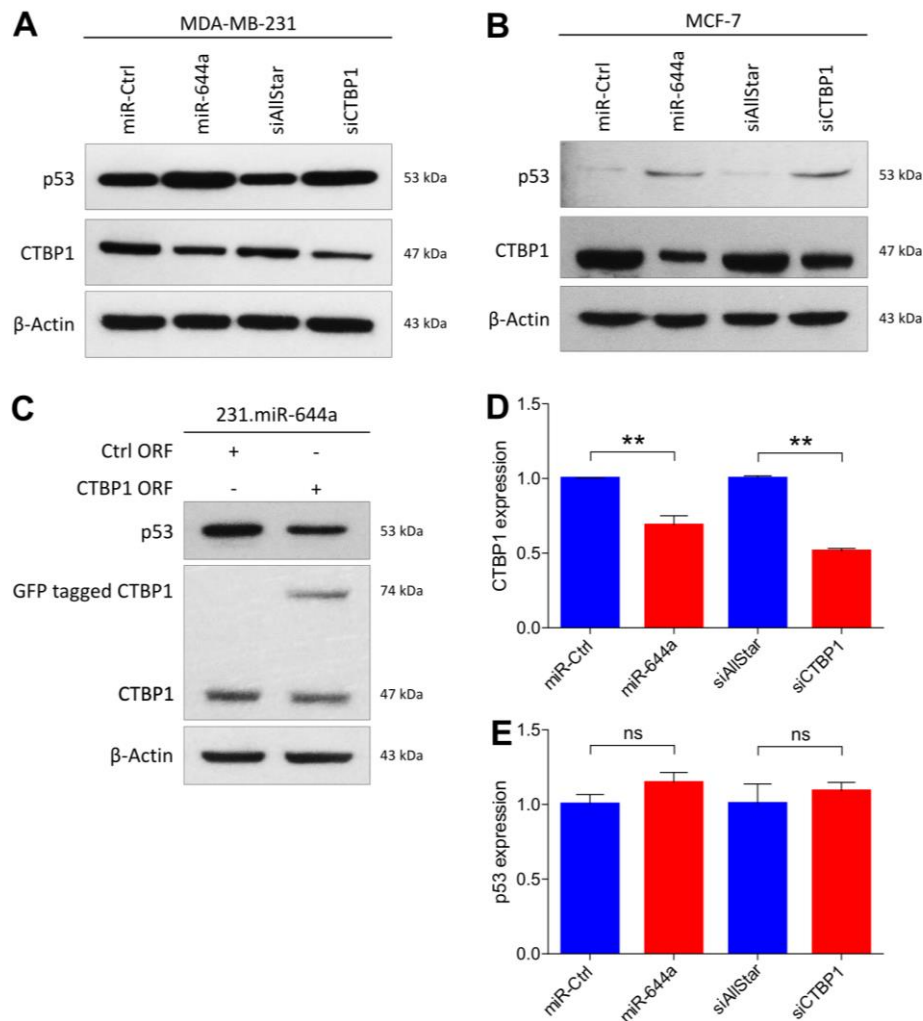 A
MDA-MB-231
miR-Ctrl
miR-644a
siAllStar
siCTBP1
p53
53 kDa
CTBP1
47 kDa
β-Actin
43 kDa
B
MCF-7
miR-Ctrl
miR-644a
siAllStar
siCTBP1
p53
53 kDa
CTBP1
47 kDa
β-Actin
43 kDa
C
231.miR-644a
Ctrl ORF + -
CTBP1 ORF - +
p53
53 kDa
GFP tagged CTBP1
74 kDa
CTBP1
47 kDa
β-Actin
43 kDa
D
CTBP1 expression
1.5
1.0
0.5
0.0
**
**
miR-Ctrl
miR-644a
siAllStar
siCTBP1
E
p53 expression
1.5
1.0
0.5
0.0
ns
ns
miR-Ctrl
miR-644a
siAllStar
siCTBP1